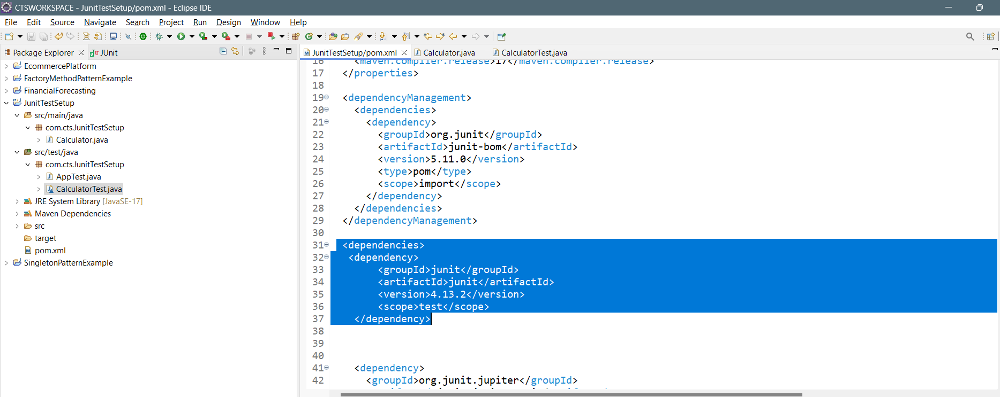 CTSWORKSPACE - JunitTestSetup/pom.xml - Eclipse IDE
File Edit Source Navigate Search Project Run Design Window Help
Package Explorer
JUnit
EcommercePlatform
FactoryMethodPatternExample
FinancialForecasting
JunitTestSetup
src/main/java
com.cts.JunitTestSetup
Calculator.java
src/test/java
com.cts.JunitTestSetup
AppTest.java
CalculatorTest.java
JRE System Library [JavaSE-17]
Maven Dependencies
src
target
pom.xml
SingletonPatternExample
JunitTestSetup/pom.xml
Calculator.java
CalculatorTest.java
16 <maven.compiler.release>17</maven.compiler.release>
17 </properties>
18
19 <dependencyManagement>
20 <dependencies>
21 <dependency>
22 <groupId>org.junit</groupId>
23 <artifactId>junit-bom</artifactId>
24 <version>5.11.0</version>
25 <type>pom</type>
26 <scope>import</scope>
27 </dependency>
28 </dependencies>
29 </dependencyManagement>
30
31 <dependencies>
32 <dependency>
33 <groupId>junit</groupId>
34 <artifactId>junit</artifactId>
35 <version>4.13.2</version>
36 <scope>test</scope>
37 </dependency>
38
39
40
41 <dependency>
42 <groupId>org.junit.jupiter</groupId>